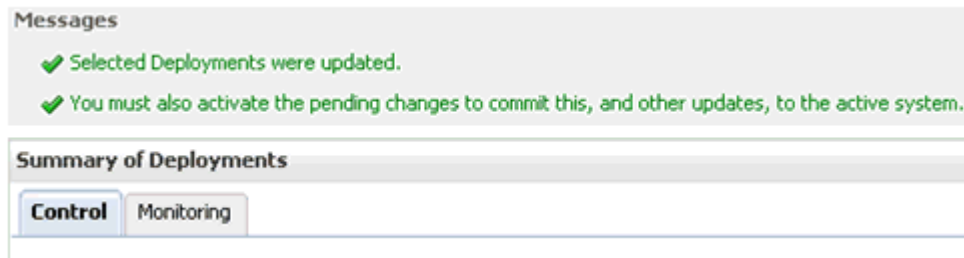 Messages
Selected Deployments were updated.
You must also activate the pending changes to commit this, and other updates, to the active system.
Summary of Deployments
Control Monitoring